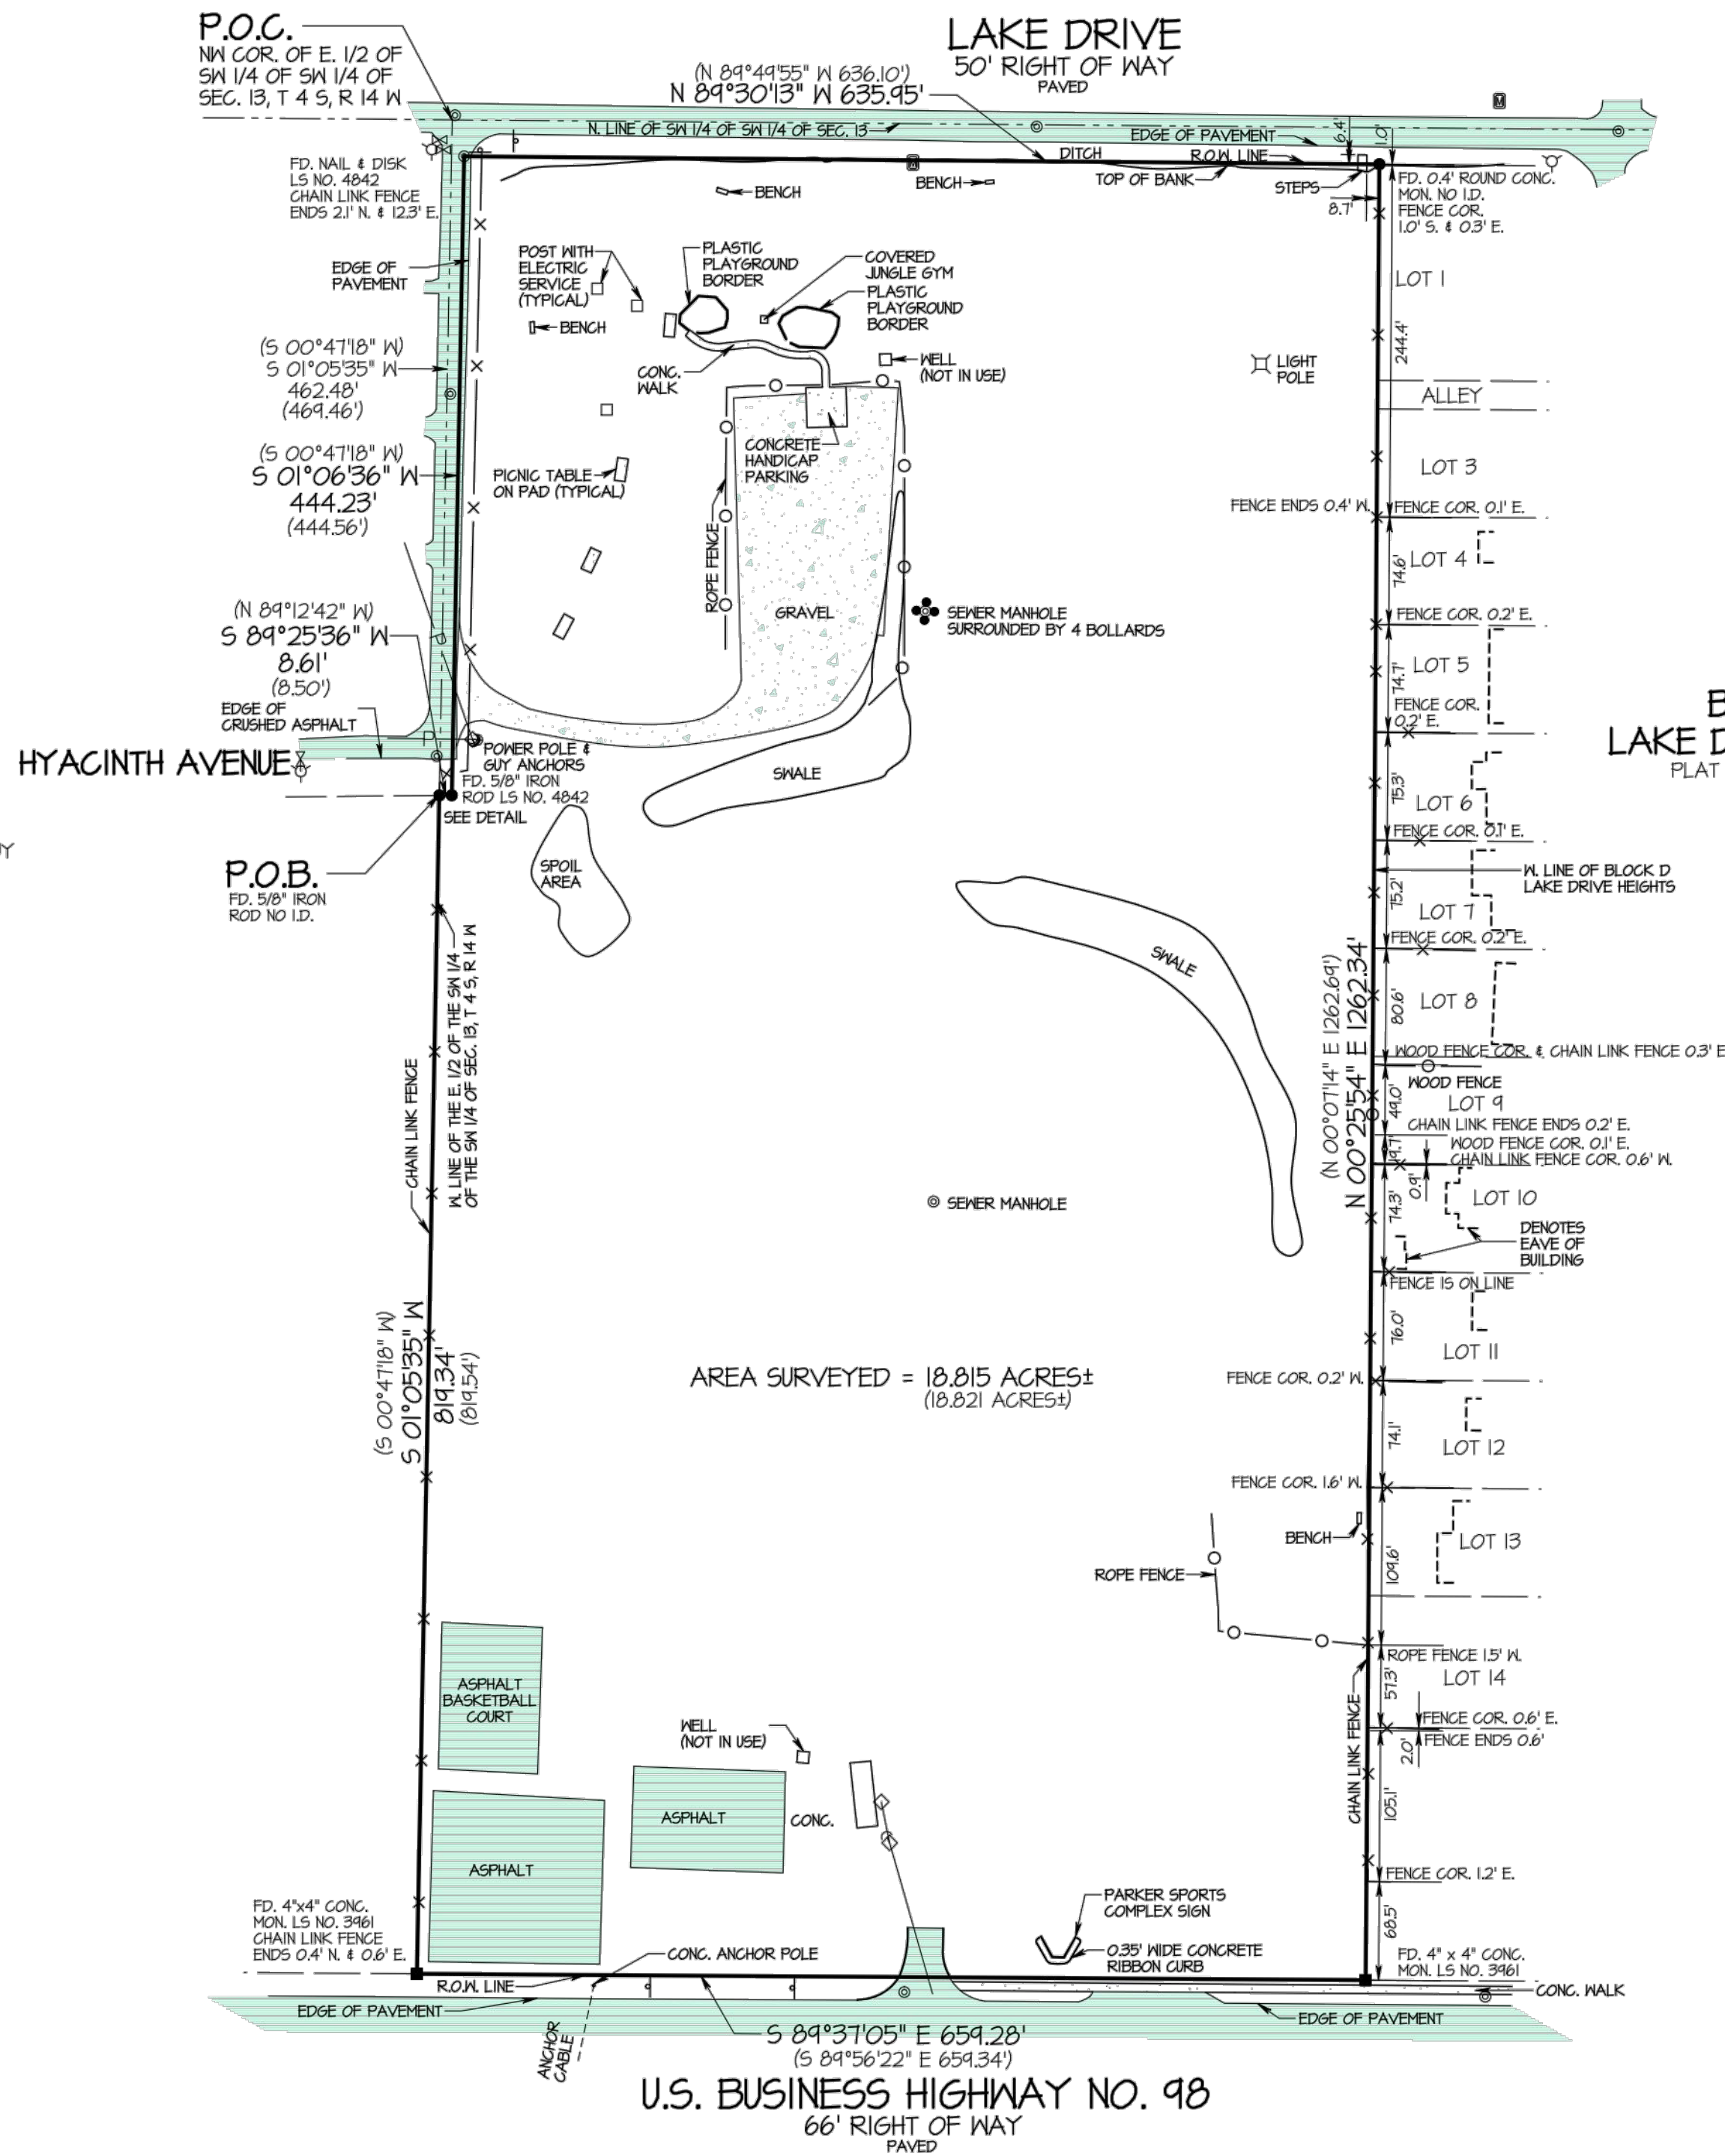 P.O.C.
NW COR. OF E. 1/2 OF
SW 1/4 OF SW 1/4 OF
SEC. 13, T 4 S, R 14 W
LAKE DRIVE
50' RIGHT OF WAY
PAVED
(N 89°49'55" W 636.10')
N 89°30'13" W 635.95'
N. LINE OF SW 1/4 OF SW 1/4 OF SEC. 13
EDGE OF PAVEMENT
6.4'
1.0'
DITCH
R.O.W. LINE
TOP OF BANK
STEPS
8.7'
FD. NAIL & DISK
LS NO. 4842
CHAIN LINK FENCE
ENDS 2.1' N. & 12.3' E.
BENCH
BENCH
FD. 0.4' ROUND CONC.
MON. NO I.D.
FENCE COR.
1.0' S. & 0.3' E.
EDGE OF
PAVEMENT
POST WITH
ELECTRIC
SERVICE
(TYPICAL)
PLASTIC
PLAYGROUND
BORDER
COVERED
JUNGLE GYM
PLASTIC
PLAYGROUND
BORDER
BENCH
CONC.
WALK
WELL
(NOT IN USE)
LIGHT
POLE
LOT 1
244.4'
ALLEY
LOT 3
(S 00°47'18" W)
S 01°05'35" W
462.48'
(469.46')
(S 00°47'18" W)
S 01°06'36" W
444.23'
(444.56')
PICNIC TABLE
ON PAD (TYPICAL)
CONCRETE
HANDICAP
PARKING
ROPE FENCE
GRAVEL
FENCE ENDS 0.4' W.
FENCE COR. 0.1' E.
74.6'
LOT 4
FENCE COR. 0.2' E.
SEWER MANHOLE
SURROUNDED BY 4 BOLLARDS
(N 89°12'42" W)
S 89°25'36" W
8.61'
(8.50')
74.7'
LOT 5
FENCE COR.
0.2' E.
EDGE OF
CRUSHED ASPHALT
HYACINTH AVENUE
POWER POLE &
GUY ANCHORS
FD. 5/8" IRON
ROD LS NO. 4842
SEE DETAIL
SWALE
B
LAKE D
PLAT
75.3'
LOT 6
FENCE COR. 0.1' E.
P.O.B.
FD. 5/8" IRON
ROD NO I.D.
SPOIL
AREA
W. LINE OF BLOCK D
LAKE DRIVE HEIGHTS
75.2'
LOT 7
FENCE COR. 0.2' E.
SWALE
80.6'
LOT 8
W. LINE OF THE E. 1/2 OF THE SW 1/4
OF THE SW 1/4 OF SEC. 13, T 4 S, R 14 W
CHAIN LINK FENCE
(N 00°07'14" E 1262.69')
N 00°25'54" E 1262.34'
WOOD FENCE COR. & CHAIN LINK FENCE 0.3' E
WOOD FENCE
49.0'
LOT 9
CHAIN LINK FENCE ENDS 0.2' E.
WOOD FENCE COR. 0.1' E.
CHAIN LINK FENCE COR. 0.6' W.
0.9'
SEWER MANHOLE
74.3'
LOT 10
DENOTES
EAVE OF
BUILDING
FENCE IS ON LINE
76.0'
LOT 11
(S 00°47'18" W)
S 01°05'35" W
819.34'
(819.54')
AREA SURVEYED = 18.815 ACRES±
(18.821 ACRES±)
FENCE COR. 0.2' W.
74.1'
LOT 12
FENCE COR. 1.6' W.
BENCH
109.6'
LOT 13
ROPE FENCE
ROPE FENCE 1.5' W.
LOT 14
57.3'
CHAIN LINK FENCE
FENCE COR. 0.6' E.
FENCE ENDS 0.6'
2.0'
ASPHALT
BASKETBALL
COURT
WELL
(NOT IN USE)
ASPHALT
CONC.
105.1'
ASPHALT
FENCE COR. 1.2' E.
PARKER SPORTS
COMPLEX SIGN
0.35' WIDE CONCRETE
RIBBON CURB
68.5'
FD. 4"x4" CONC.
MON. LS NO. 3961
CHAIN LINK FENCE
ENDS 0.4' N. & 0.6' E.
CONC. ANCHOR POLE
FD. 4" x 4" CONC.
MON. LS NO. 3961
R.O.W. LINE
CONC. WALK
EDGE OF PAVEMENT
EDGE OF PAVEMENT
ANCHOR
CABLE
S 89°37'05" E 659.28'
(S 89°56'22" E 659.34')
U.S. BUSINESS HIGHWAY NO. 98
66' RIGHT OF WAY
PAVED